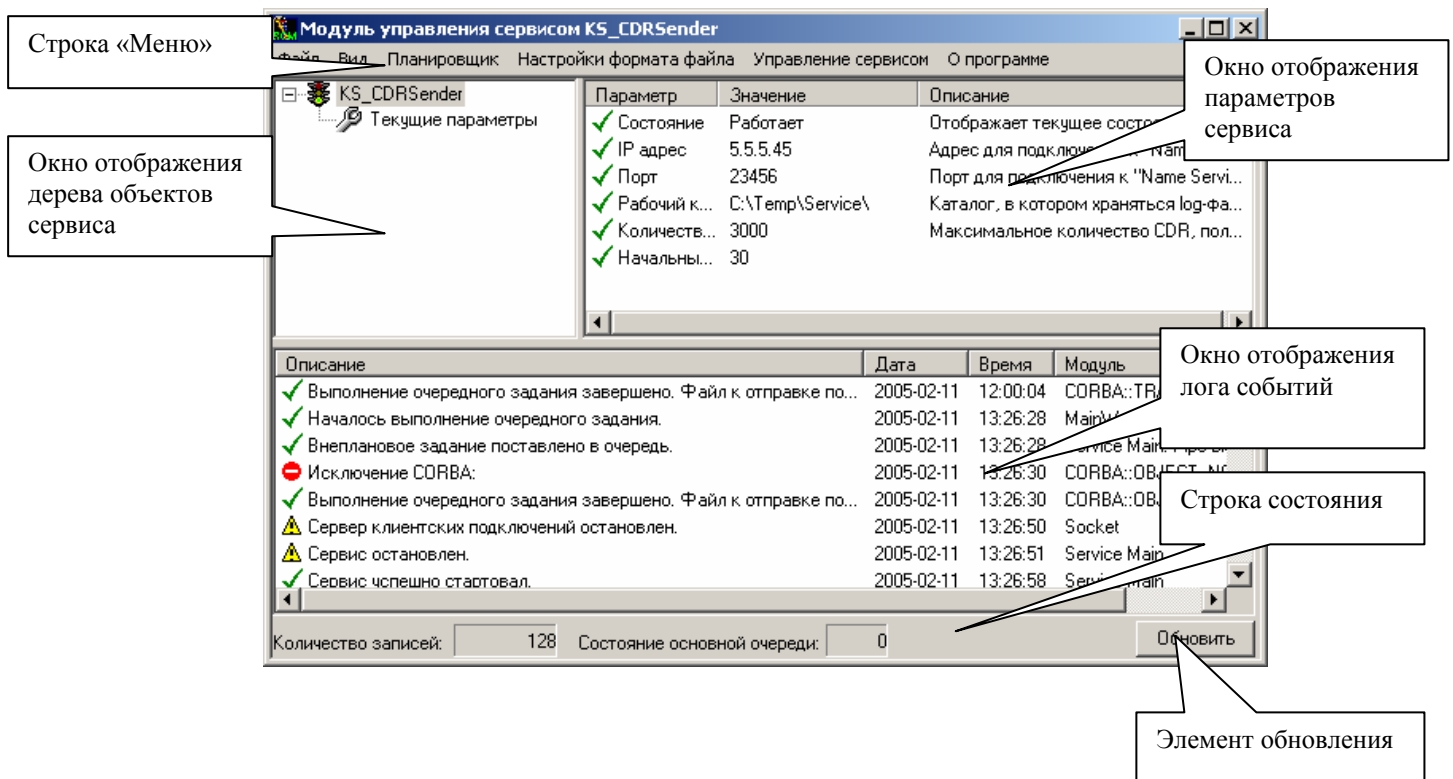 Модуль управления сервисом KS_CDRSender
Строка «Меню»
Файл Вид Планировщик Настройки формата файла Управление сервисом О программе
Окно отображения
параметров
сервиса
KS_CDRSender
Текущие параметры
Окно отображения
дерева объектов
сервиса
Параметр Значение Описание
Состояние Работает Отображает текущее
IP адрес 5.5.5.45 Адрес для
Порт 23456 Порт для подключения к "Name Servi...
Рабочий к... C:\Temp\Service\ Каталог, в котором храняться log-фа...
Количеств... 3000 Максимальное количество CDR, пол...
Начальны... 30
Окно отображения
лога событий
Описание Дата Время Модуль
Выполнение очередного задания завершено. Файл к отправке по... 2005-02-11 12:00:04
Началось выполнение очередного задания. 2005-02-11 13:26:28
Внеплановое задание поставлено в очередь. 2005-02-11 13:26:28 Service Main:
Исключение CORBA: 2005-02-11 13:26:30
Выполнение очередного задания завершено. Файл к отправке по... 2005-02-11 13:26:30
Сервер клиентских подключений остановлен. 2005-02-11 13:26:50 Socket
Сервис остановлен. 2005-02-11 13:26:51 Service Main
Сервис успешно стартовал. 2005-02-11 13:26:58 Service Main
Строка состояния
Количество записей: 128 Состояние основной очереди: 0 Обновить
Элемент обновления